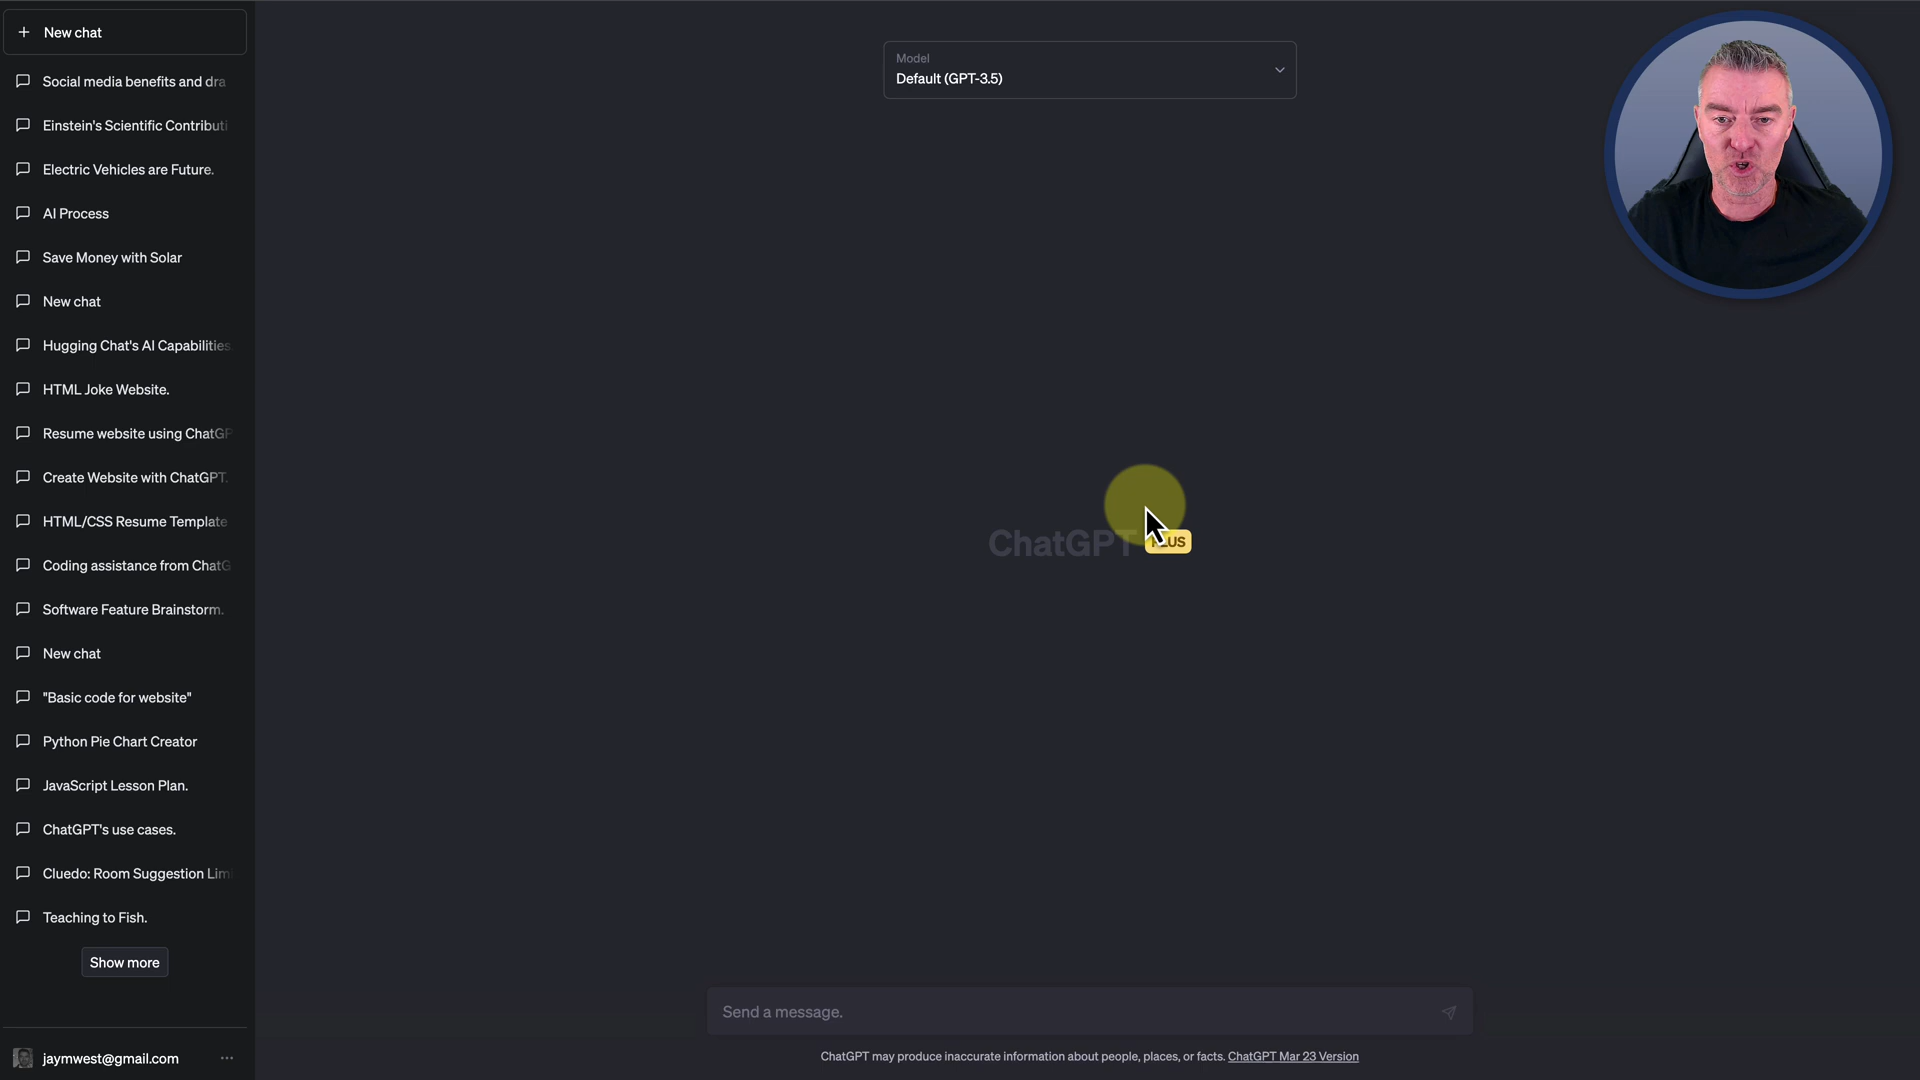 New chat
Social media benefits and dra
Einstein's Scientific Contributi
Electric Vehicles are Future.
AI Process
Save Money with Solar
New chat
Hugging Chat's AI Capabilities.
HTML Joke Website.
Resume website using ChatGP
Create Website with ChatGPT.
HTML/CSS Resume Template
Coding assistance from ChatG
Software Feature Brainstorm.
New chat
"Basic code for website"
Python Pie Chart Creator
JavaScript Lesson Plan.
ChatGPT's use cases.
Cluedo: Room Suggestion Lim
Teaching to Fish.
Show more
jaymwest@gmail.com
Model
Default (GPT-3.5)
ChatGPT PLUS
Send a message.
ChatGPT may produce inaccurate information about people, places, or facts. ChatGPT Mar 23 Version